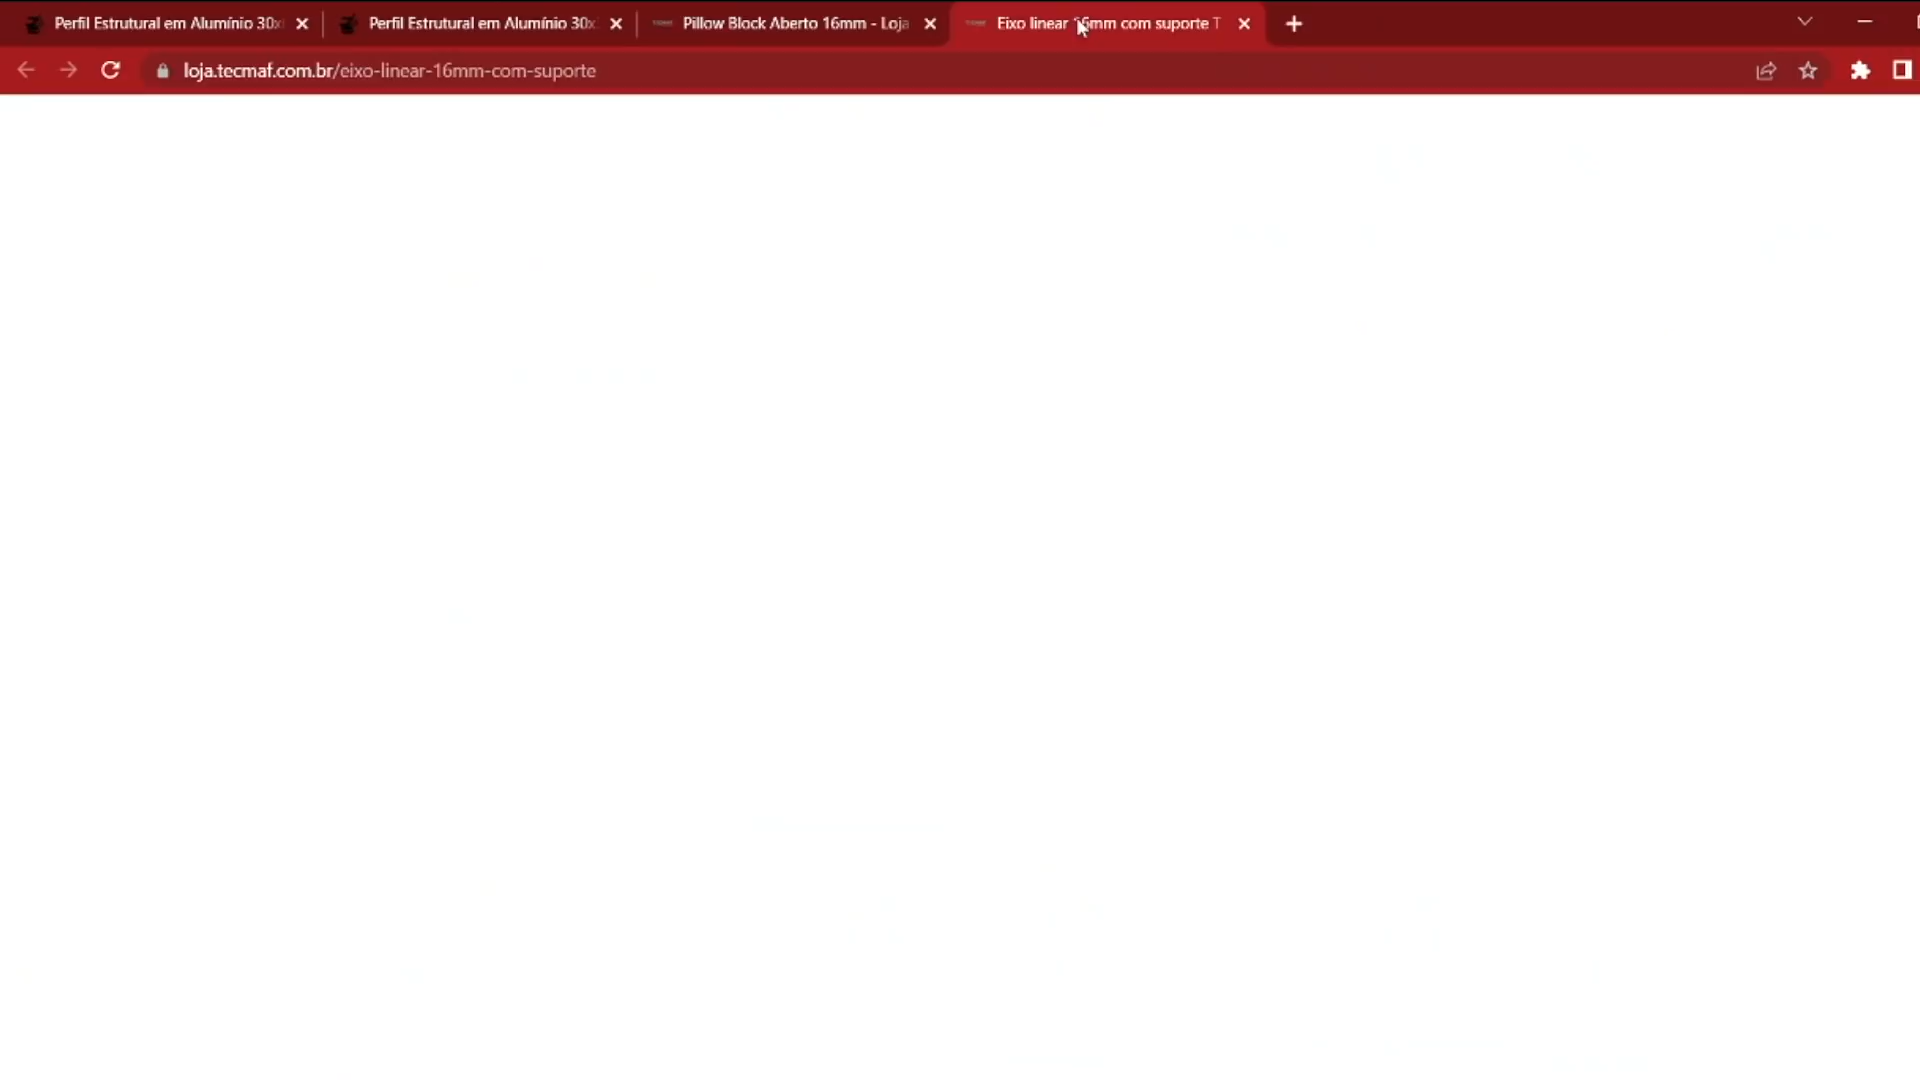 Perfil Estrutural em Alumínio 30x
Perfil Estrutural em Alumínio 30x
Pillow Block Aberto 16mm - Loja
Eixo linear 16mm com suporte T
loja.tecmaf.com.br/eixo-linear-16mm-com-suporte